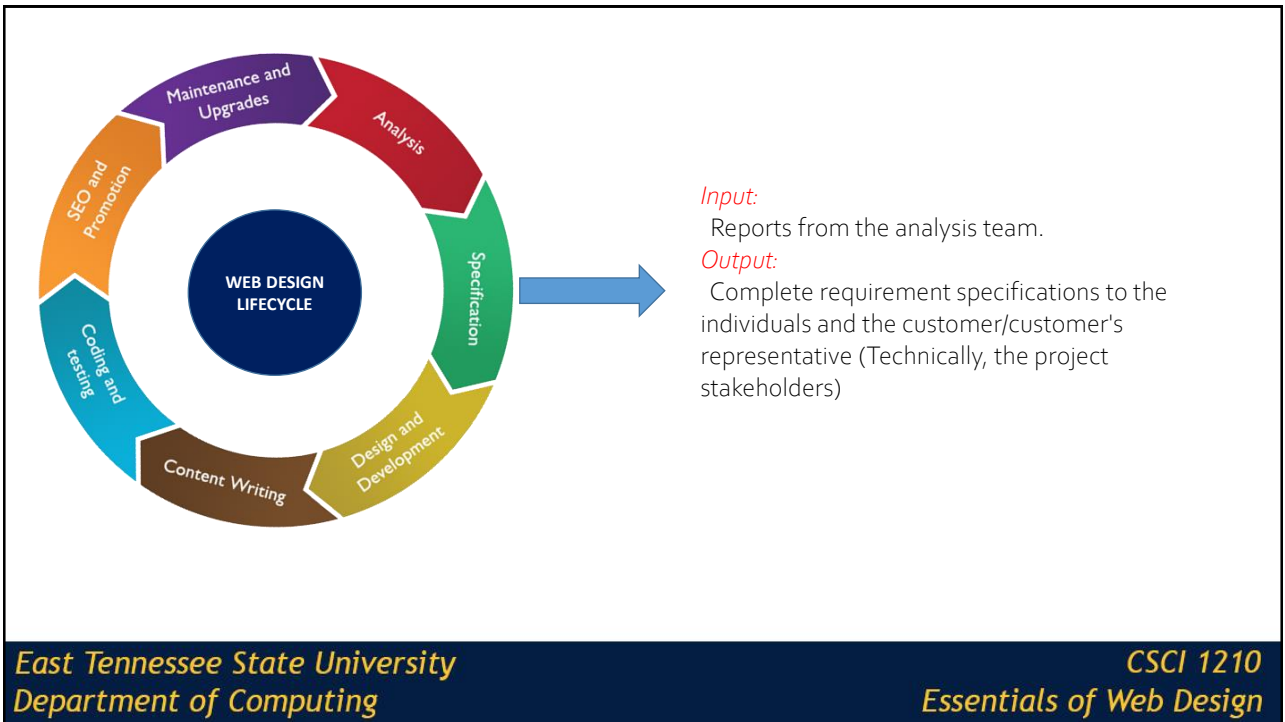 Maintenance and
Upgrades
Analysis
Specification
Design and
Development
Content Writing
Coding and
testing
SEO and
Promotion
WEB DESIGN
LIFECYCLE
Input:
Reports from the analysis team.
Output:
Complete requirement specifications to the
individuals and the customer/customer's
representative (Technically, the project
stakeholders)
East Tennessee State University
Department of Computing
CSCI 1210
Essentials of Web Design